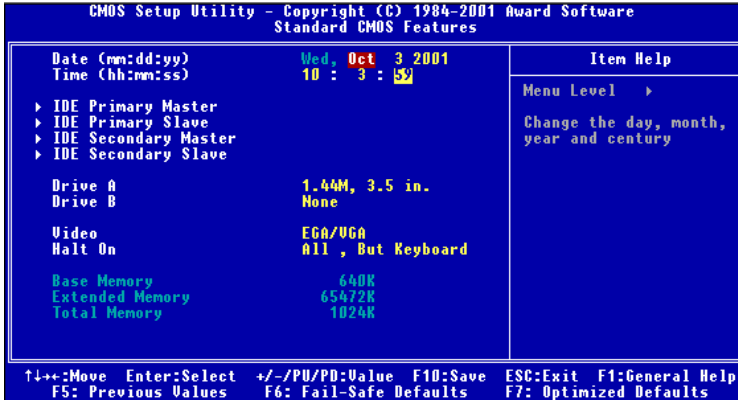 CMOS Setup Utility - Copyright (C) 1984-2001 Award Software
Standard CMOS Features
Date (mm:dd:yy) Wed, Oct 3 2001
Time (hh:mm:ss) 10 : 3 : 59
▸ IDE Primary Master
▸ IDE Primary Slave
▸ IDE Secondary Master
▸ IDE Secondary Slave
Drive A 1.44M, 3.5 in.
Drive B None
Video EGA/VGA
Halt On All , But Keyboard
Base Memory 640K
Extended Memory 65472K
Total Memory 1024K
Item Help
Menu Level ▸
Change the day, month,
year and century
↑↓→←:Move Enter:Select +/-/PU/PD:Value F10:Save ESC:Exit F1:General Help
F5: Previous Values F6: Fail-Safe Defaults F7: Optimized Defaults